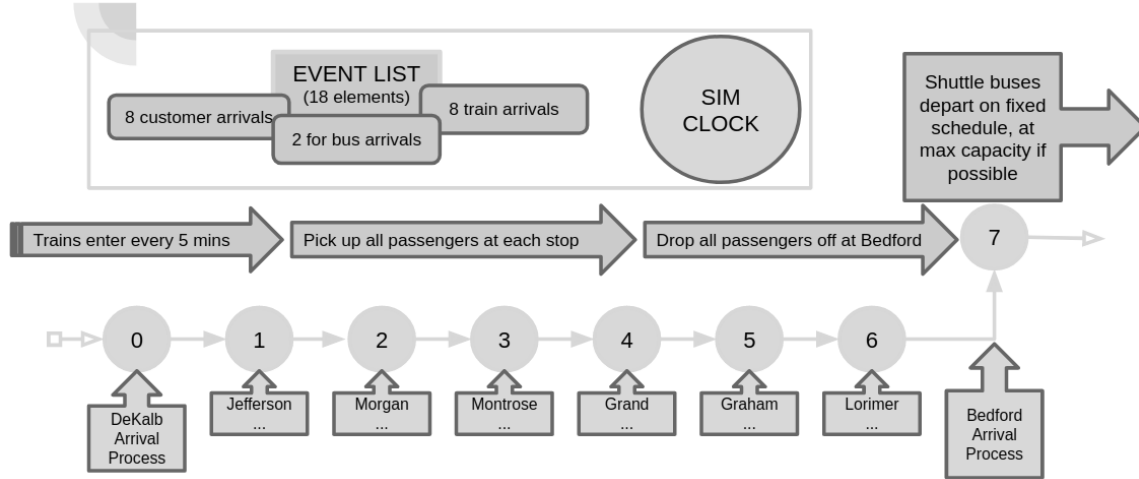 EVENT LIST
(18 elements)
8 customer arrivals
8 train arrivals
2 for bus arrivals
SIM
CLOCK
Shuttle buses
depart on fixed
schedule, at
max capacity if
possible
Trains enter every 5 mins
Pick up all passengers at each stop
Drop all passengers off at Bedford
7
0
1
2
3
4
5
6
DeKalb
Arrival
Process
Jefferson
...
Morgan
...
Montrose
...
Grand
...
Graham
...
Lorimer
...
Bedford
Arrival
Process